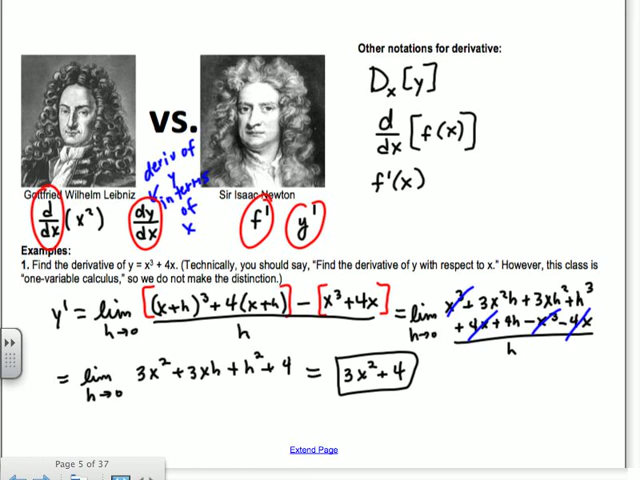 Other notations for derivative:
Dₓ[y]
d/dx [f(x)]
f'(x)
VS.
deriv of
y
in terms
of
x
Gottfried Wilhelm Leibniz
Sir Isaac Newton
d/dx (x²)
dy/dx
f'
y'
Examples:
1. Find the derivative of y = x³ + 4x. (Technically, you should say, “Find the derivative of y with respect to x.” However, this class is
“one-variable calculus,” so we do not make the distinction.)
y' = lim h→0 [(x+h)³ + 4(x+h)] − [x³+4x] / h = lim h→0 x³ + 3x²h + 3xh² + h³ + 4x + 4h − x³ − 4x / h
= lim h→0 3x² + 3xh + h² + 4 = 3x² + 4
Extend Page
Page 5 of 37